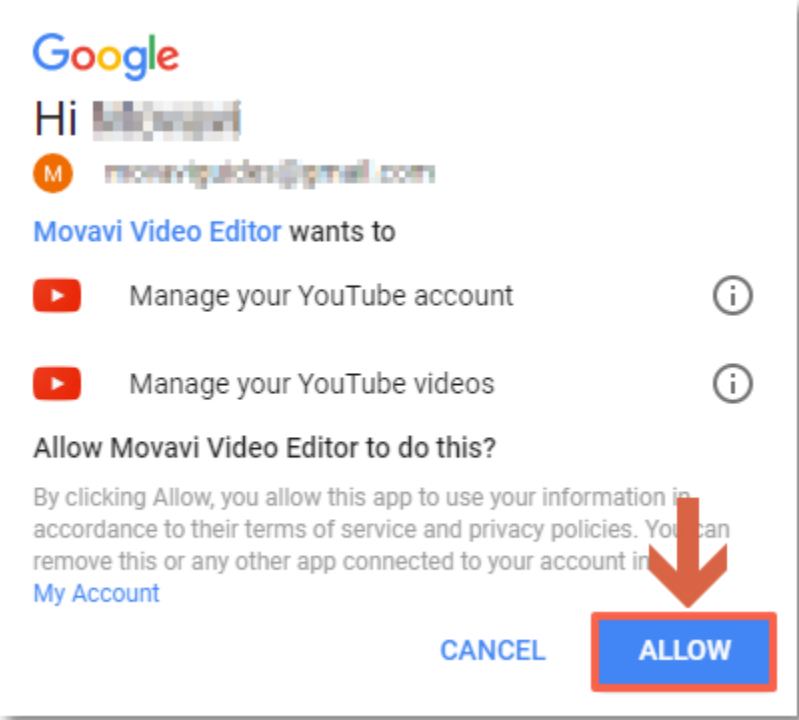 Google
Hi
M
Movavi Video Editor wants to
Manage your YouTube account
Manage your YouTube videos
Allow Movavi Video Editor to do this?
By clicking Allow, you allow this app to use your information in
accordance to their terms of service and privacy policies. You can
remove this or any other app connected to your account in
My Account
CANCEL
ALLOW